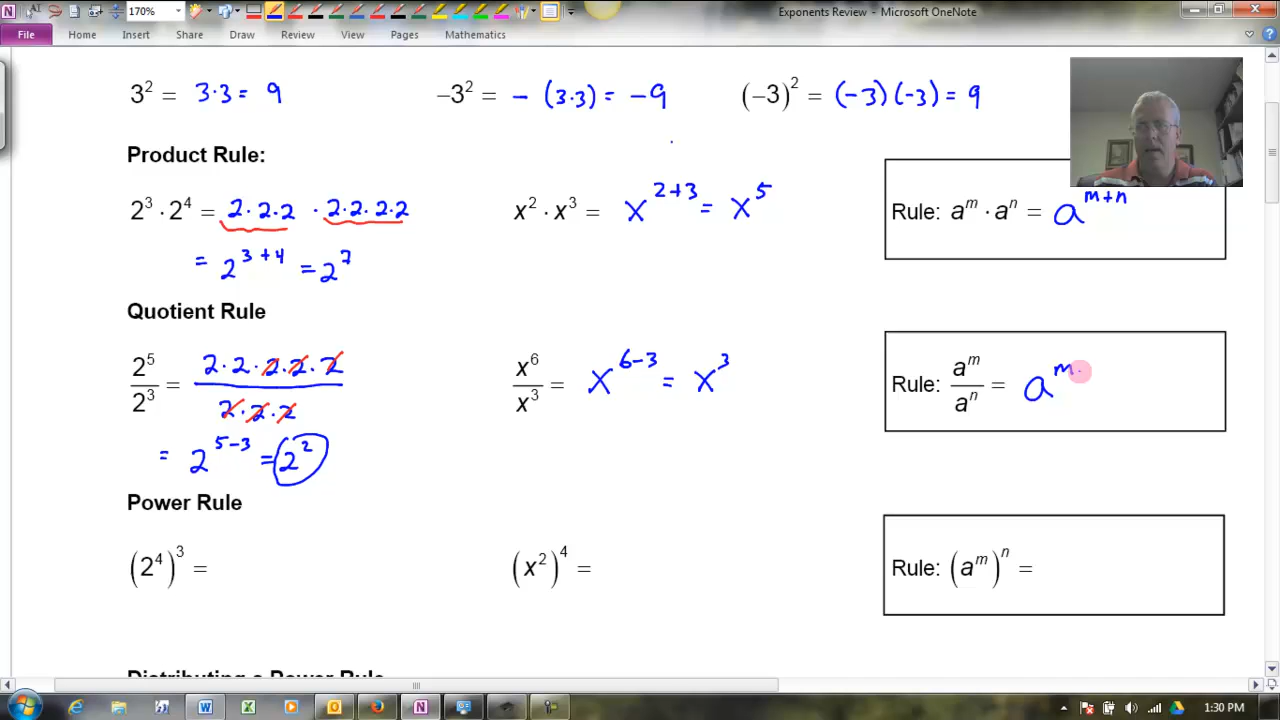 170%
Exponents Review - Microsoft OneNote
File Home Insert Share Draw Review View Pages Mathematics
3² = 3·3 = 9 −3² = − (3·3) = −9 (−3)² = (−3)(−3) = 9
Product Rule:
2³ · 2⁴ = 2·2·2 · 2·2·2·2 x² · x³ = x²⁺³ = x⁵ Rule: aᵐ · aⁿ = aᵐ⁺ⁿ
= 2³⁺⁴ = 2⁷
Quotient Rule
2⁵/2³ = 2·2·2·2·2/2·2·2 x⁶/x³ = x⁶⁻³ = x³ Rule: aᵐ/aⁿ = aᵐ
= 2⁵⁻³ = 2²
Power Rule
(2⁴)³ = (x²)⁴ = Rule: (aᵐ)ⁿ =
Distributing a Power Rule
1:30 PM